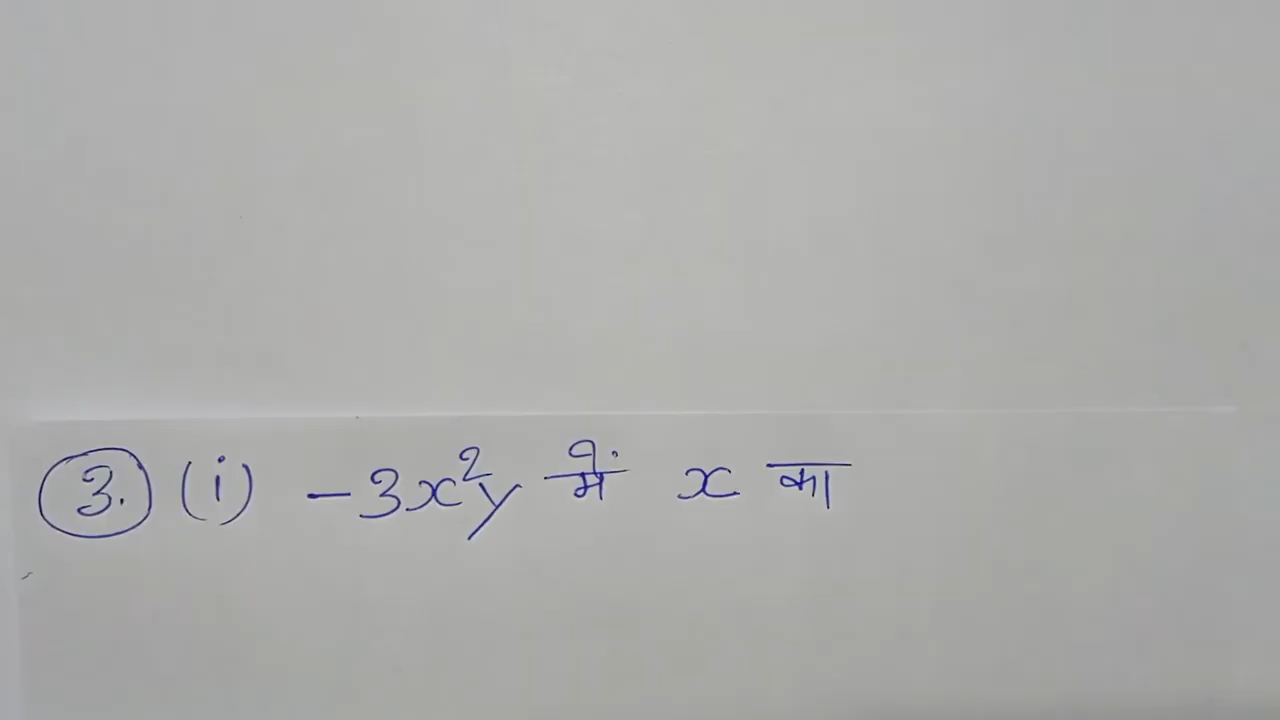 3. (i) -3x²y में x का